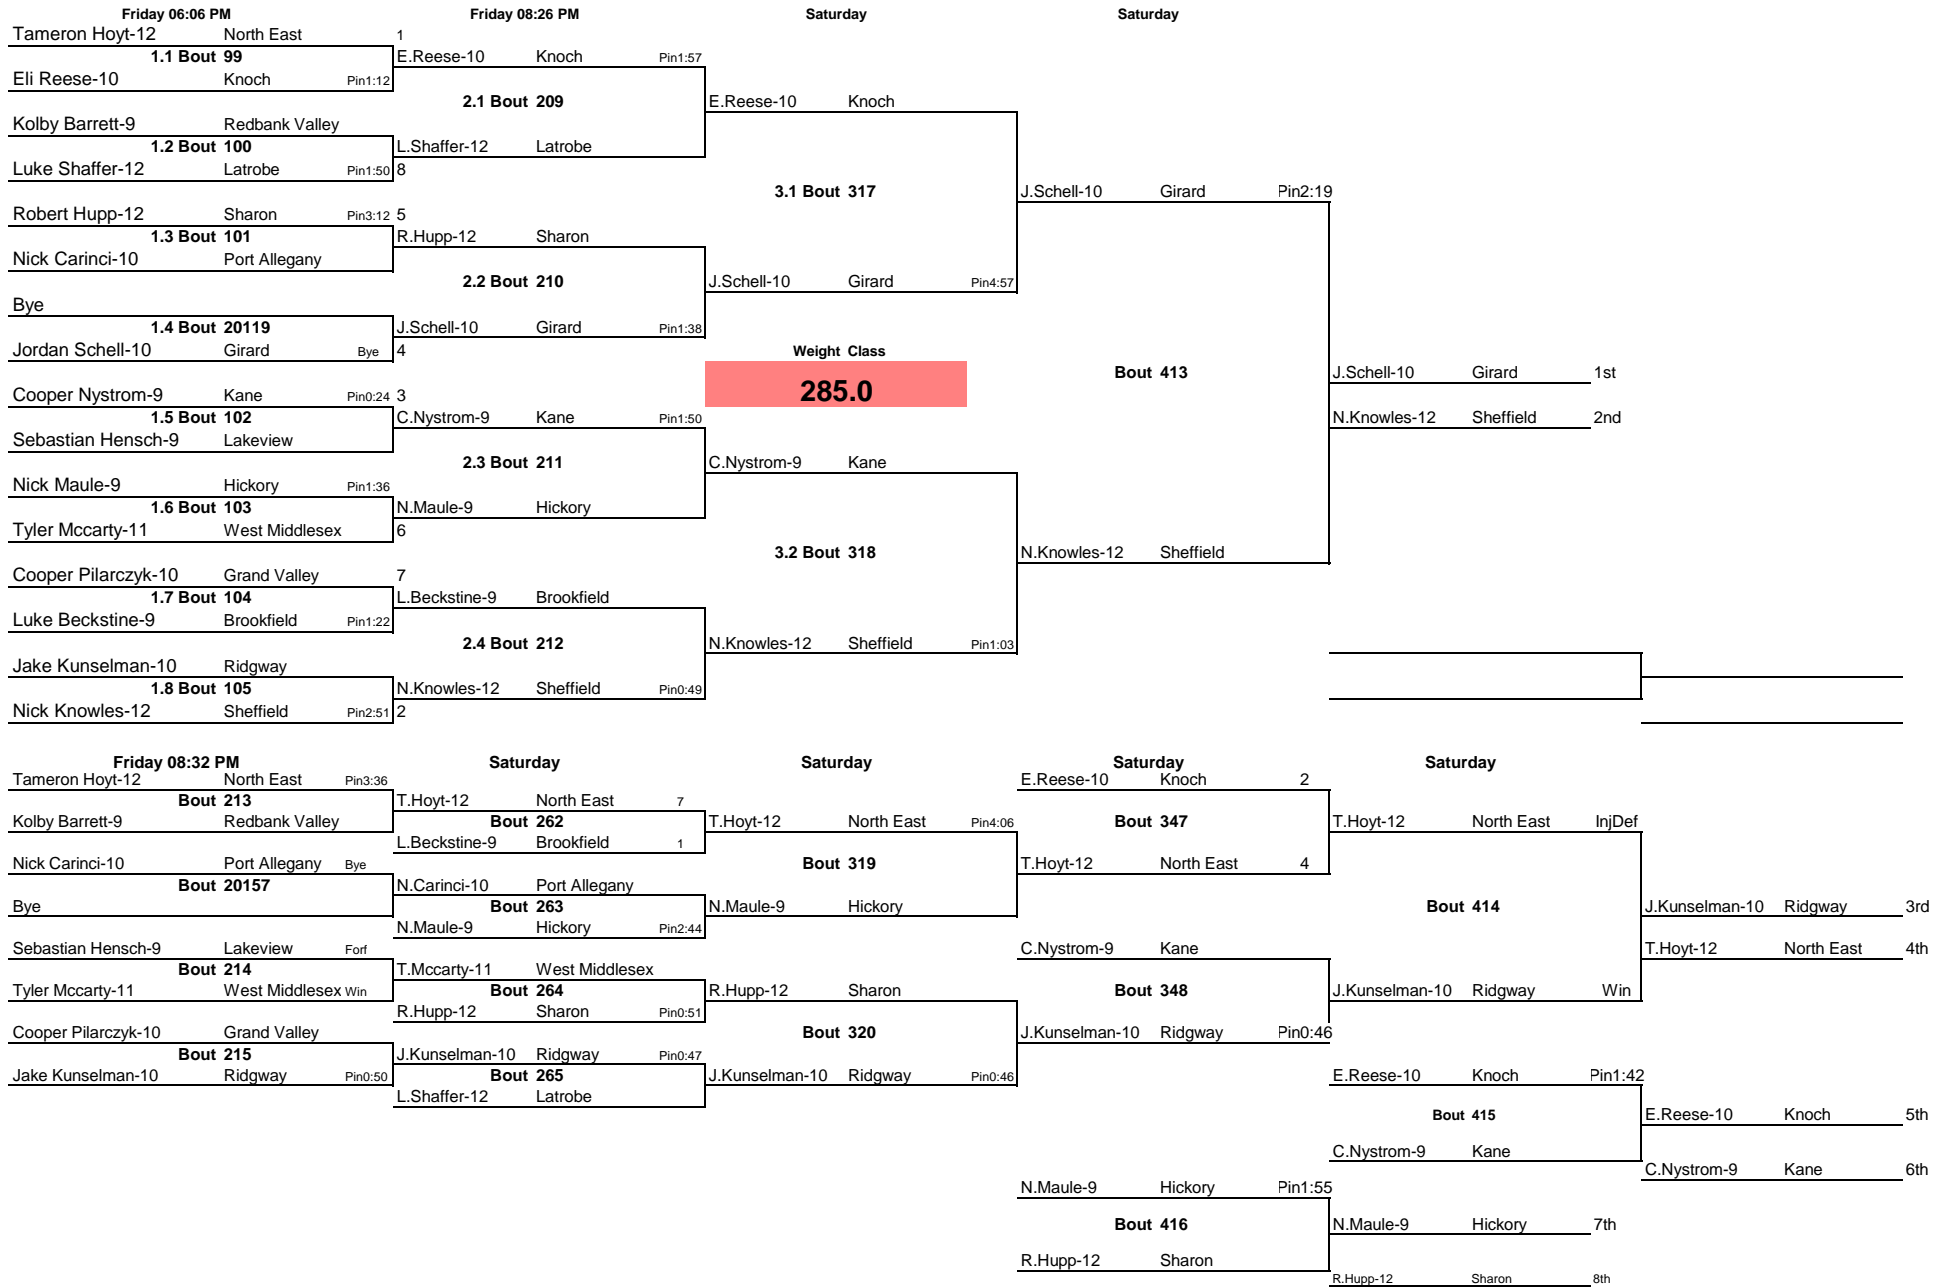 Friday 06:06 PM Friday 08:26 PM Saturday Saturday
Tameron Hoyt-12 North East 1
1.1 Bout 99 E.Reese-10 Knoch Pin1:57
Eli Reese-10 Knoch Pin1:12
2.1 Bout 209 E.Reese-10 Knoch
Kolby Barrett-9 Redbank Valley
1.2 Bout 100 L.Shaffer-12 Latrobe
Luke Shaffer-12 Latrobe Pin1:50 8
3.1 Bout 317 J.Schell-10 Girard Pin2:19
Robert Hupp-12 Sharon Pin3:12 5
1.3 Bout 101 R.Hupp-12 Sharon
Nick Carinci-10 Port Allegany
2.2 Bout 210 J.Schell-10 Girard Pin4:57
Bye
1.4 Bout 20119 J.Schell-10 Girard Pin1:38
Jordan Schell-10 Girard Bye 4 Weight Class
Bout 413 J.Schell-10 Girard 1st
Cooper Nystrom-9 Kane Pin0:24 3 285.0
1.5 Bout 102 C.Nystrom-9 Kane Pin1:50 N.Knowles-12 Sheffield 2nd
Sebastian Hensch-9 Lakeview
2.3 Bout 211 C.Nystrom-9 Kane
Nick Maule-9 Hickory Pin1:36
1.6 Bout 103 N.Maule-9 Hickory
Tyler Mccarty-11 West Middlesex 6
3.2 Bout 318 N.Knowles-12 Sheffield
Cooper Pilarczyk-10 Grand Valley 7
1.7 Bout 104 L.Beckstine-9 Brookfield
Luke Beckstine-9 Brookfield Pin1:22
2.4 Bout 212 N.Knowles-12 Sheffield Pin1:03
Jake Kunselman-10 Ridgway
1.8 Bout 105 N.Knowles-12 Sheffield Pin0:49
Nick Knowles-12 Sheffield Pin2:51 2
Friday 08:32 PM Saturday Saturday Saturday Saturday
Tameron Hoyt-12 North East Pin3:36 E.Reese-10 Knoch 2
Bout 213 T.Hoyt-12 North East 7
Kolby Barrett-9 Redbank Valley Bout 262 T.Hoyt-12 North East Pin4:06 Bout 347 T.Hoyt-12 North East InjDef
L.Beckstine-9 Brookfield 1
Nick Carinci-10 Port Allegany Bye Bout 319 T.Hoyt-12 North East 4
Bout 20157 N.Carinci-10 Port Allegany
Bye Bout 263 N.Maule-9 Hickory Bout 414 J.Kunselman-10 Ridgway 3rd
N.Maule-9 Hickory Pin2:44
Sebastian Hensch-9 Lakeview Forf C.Nystrom-9 Kane T.Hoyt-12 North East 4th
Bout 214 T.Mccarty-11 West Middlesex
Tyler Mccarty-11 West Middlesex Win Bout 264 R.Hupp-12 Sharon Bout 348 J.Kunselman-10 Ridgway Win
R.Hupp-12 Sharon Pin0:51
Cooper Pilarczyk-10 Grand Valley Bout 320 J.Kunselman-10 Ridgway Pin0:46
Bout 215 J.Kunselman-10 Ridgway Pin0:47
Jake Kunselman-10 Ridgway Pin0:50 Bout 265 J.Kunselman-10 Ridgway Pin0:46 E.Reese-10 Knoch Pin1:42
L.Shaffer-12 Latrobe
Bout 415 E.Reese-10 Knoch 5th
C.Nystrom-9 Kane
C.Nystrom-9 Kane 6th
N.Maule-9 Hickory Pin1:55
Bout 416 N.Maule-9 Hickory 7th
R.Hupp-12 Sharon
R.Hupp-12 Sharon 8th